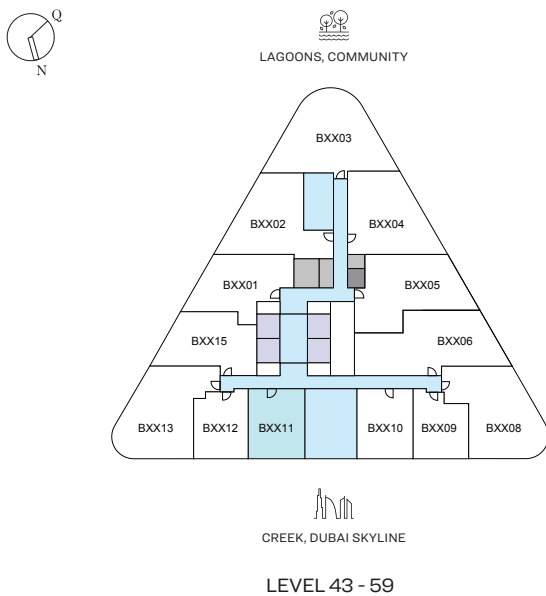 Q
N
LAGOONS, COMMUNITY
BXX03
BXX02
BXX04
BXX01
BXX05
BXX15
BXX06
BXX13
BXX12
BXX11
BXX10
BXX09
BXX08
CREEK, DUBAI SKYLINE
LEVEL 43 - 59